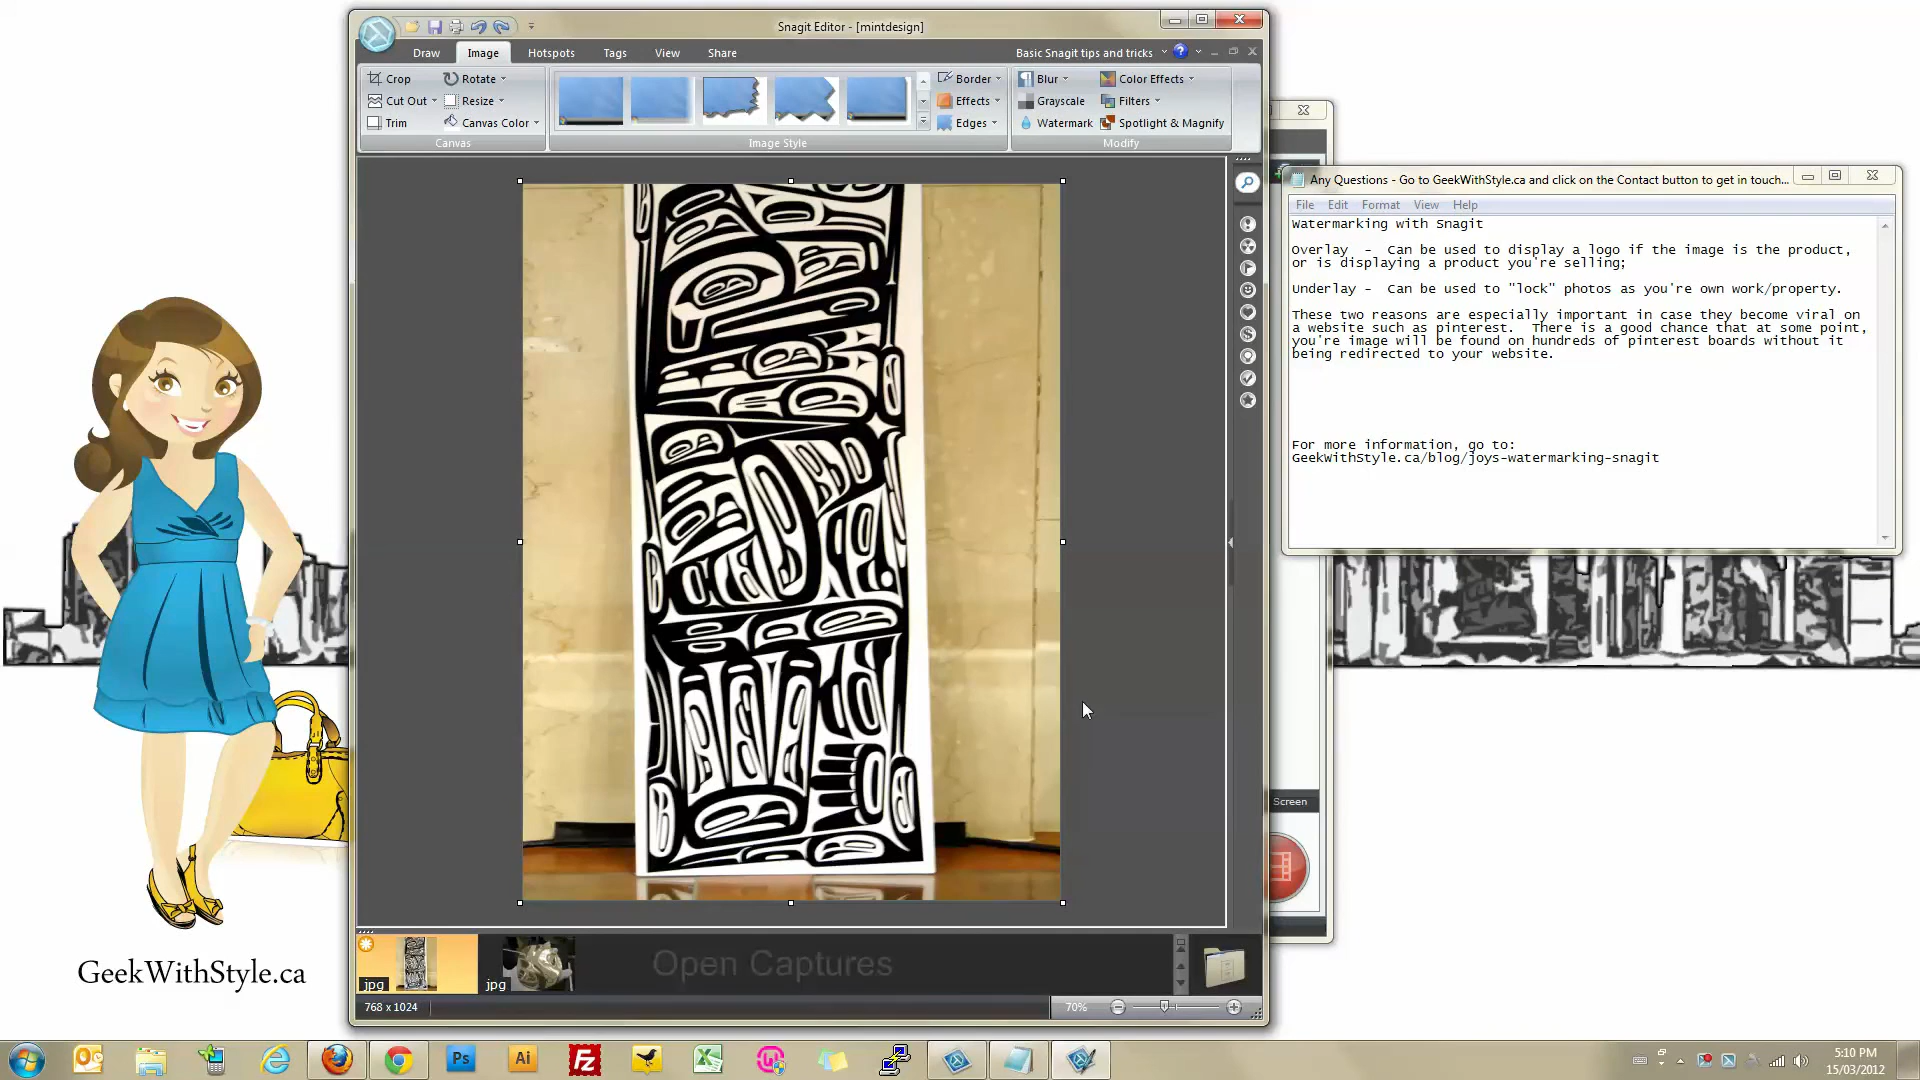 Snagit Editor - [mintdesign]
Draw Image Hotspots Tags View Share
Basic Snagit tips and tricks
Crop Rotate
Cut Out Resize
Trim Canvas Color
Canvas
Border
Effects
Edges
Image Style
Blur Color Effects
Grayscale Filters
Watermark Spotlight & Magnify
Modify
Any Questions - Go to GeekWithStyle.ca and click on the Contact button to get in touch...
File Edit Format View Help
Watermarking with Snagit
Overlay - Can be used to display a logo if the image is the product,
or is displaying a product you're selling;
Underlay - Can be used to "lock" photos as you're own work/property.
These two reasons are especially important in case they become viral on
a website such as pinterest. There is a good chance that at some point,
you're image will be found on hundreds of pinterest boards without it
being redirected to your website.
For more information, go to:
GeekWithStyle.ca/blog/joys-watermarking-snagit
Screen
GeekWithStyle.ca
jpg
jpg
Open Captures
768 x 1024
70%
Ps
Ai
Fz
5:10 PM
15/03/2012